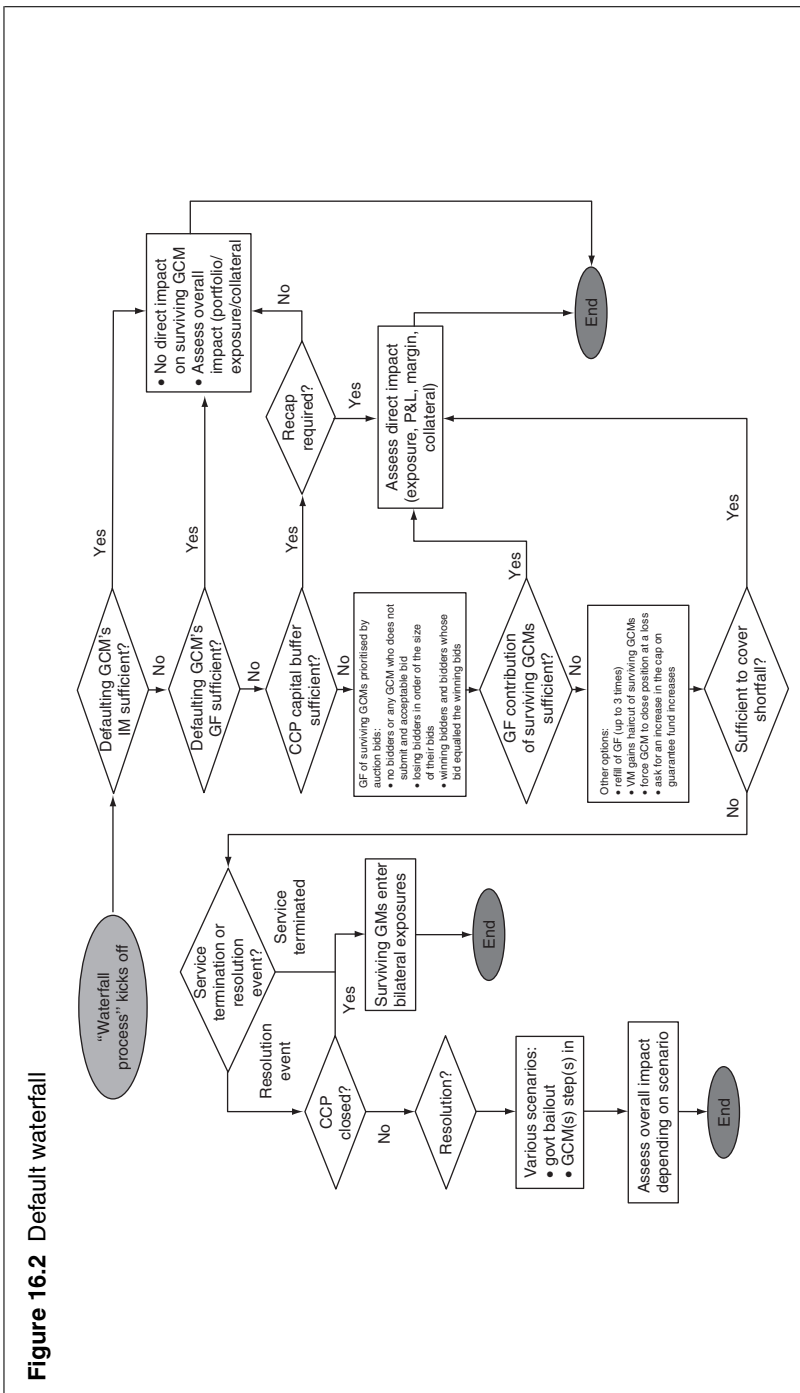 Figure 16.2 Default waterfall
"Waterfall
process" kicks off
Defaulting GCM's
IM sufficient?
Yes
No
Defaulting GCM's
GF sufficient?
Yes
No
CCP capital buffer
sufficient?
Yes
No
Recap
required?
No
Yes
• No direct impact
on surviving GCM
• Assess overall
impact (portfolio/
exposure/collateral
GF of surviving GCMs prioritised by
auction bids:
• no bidders or any GCM who does not
submit and acceptable bid
• losing bidders in order of the size
of their bids
• winning bidders and bidders whose
bid equalled the winning bids
GF contribution
of surviving GCMs
sufficient?
Yes
No
Assess direct impact
(exposure, P&L, margin,
collateral)
End
Other options:
• refill of GF (up to 3 times)
• VM gains haircut of surviving GCMs
• force GCM to close position at a loss
• ask for an increase in the cap on
guarantee fund increases
Sufficient to cover
shortfall?
Yes
No
Service
termination or
resolution
event?
Service
terminated
Resolution
event
CCP
closed?
Yes
No
Surviving GMs enter
bilateral exposures
End
Resolution?
Various scenarios:
• govt bailout
• GCM(s) step(s) in
Assess overall impact
depending on scenario
End